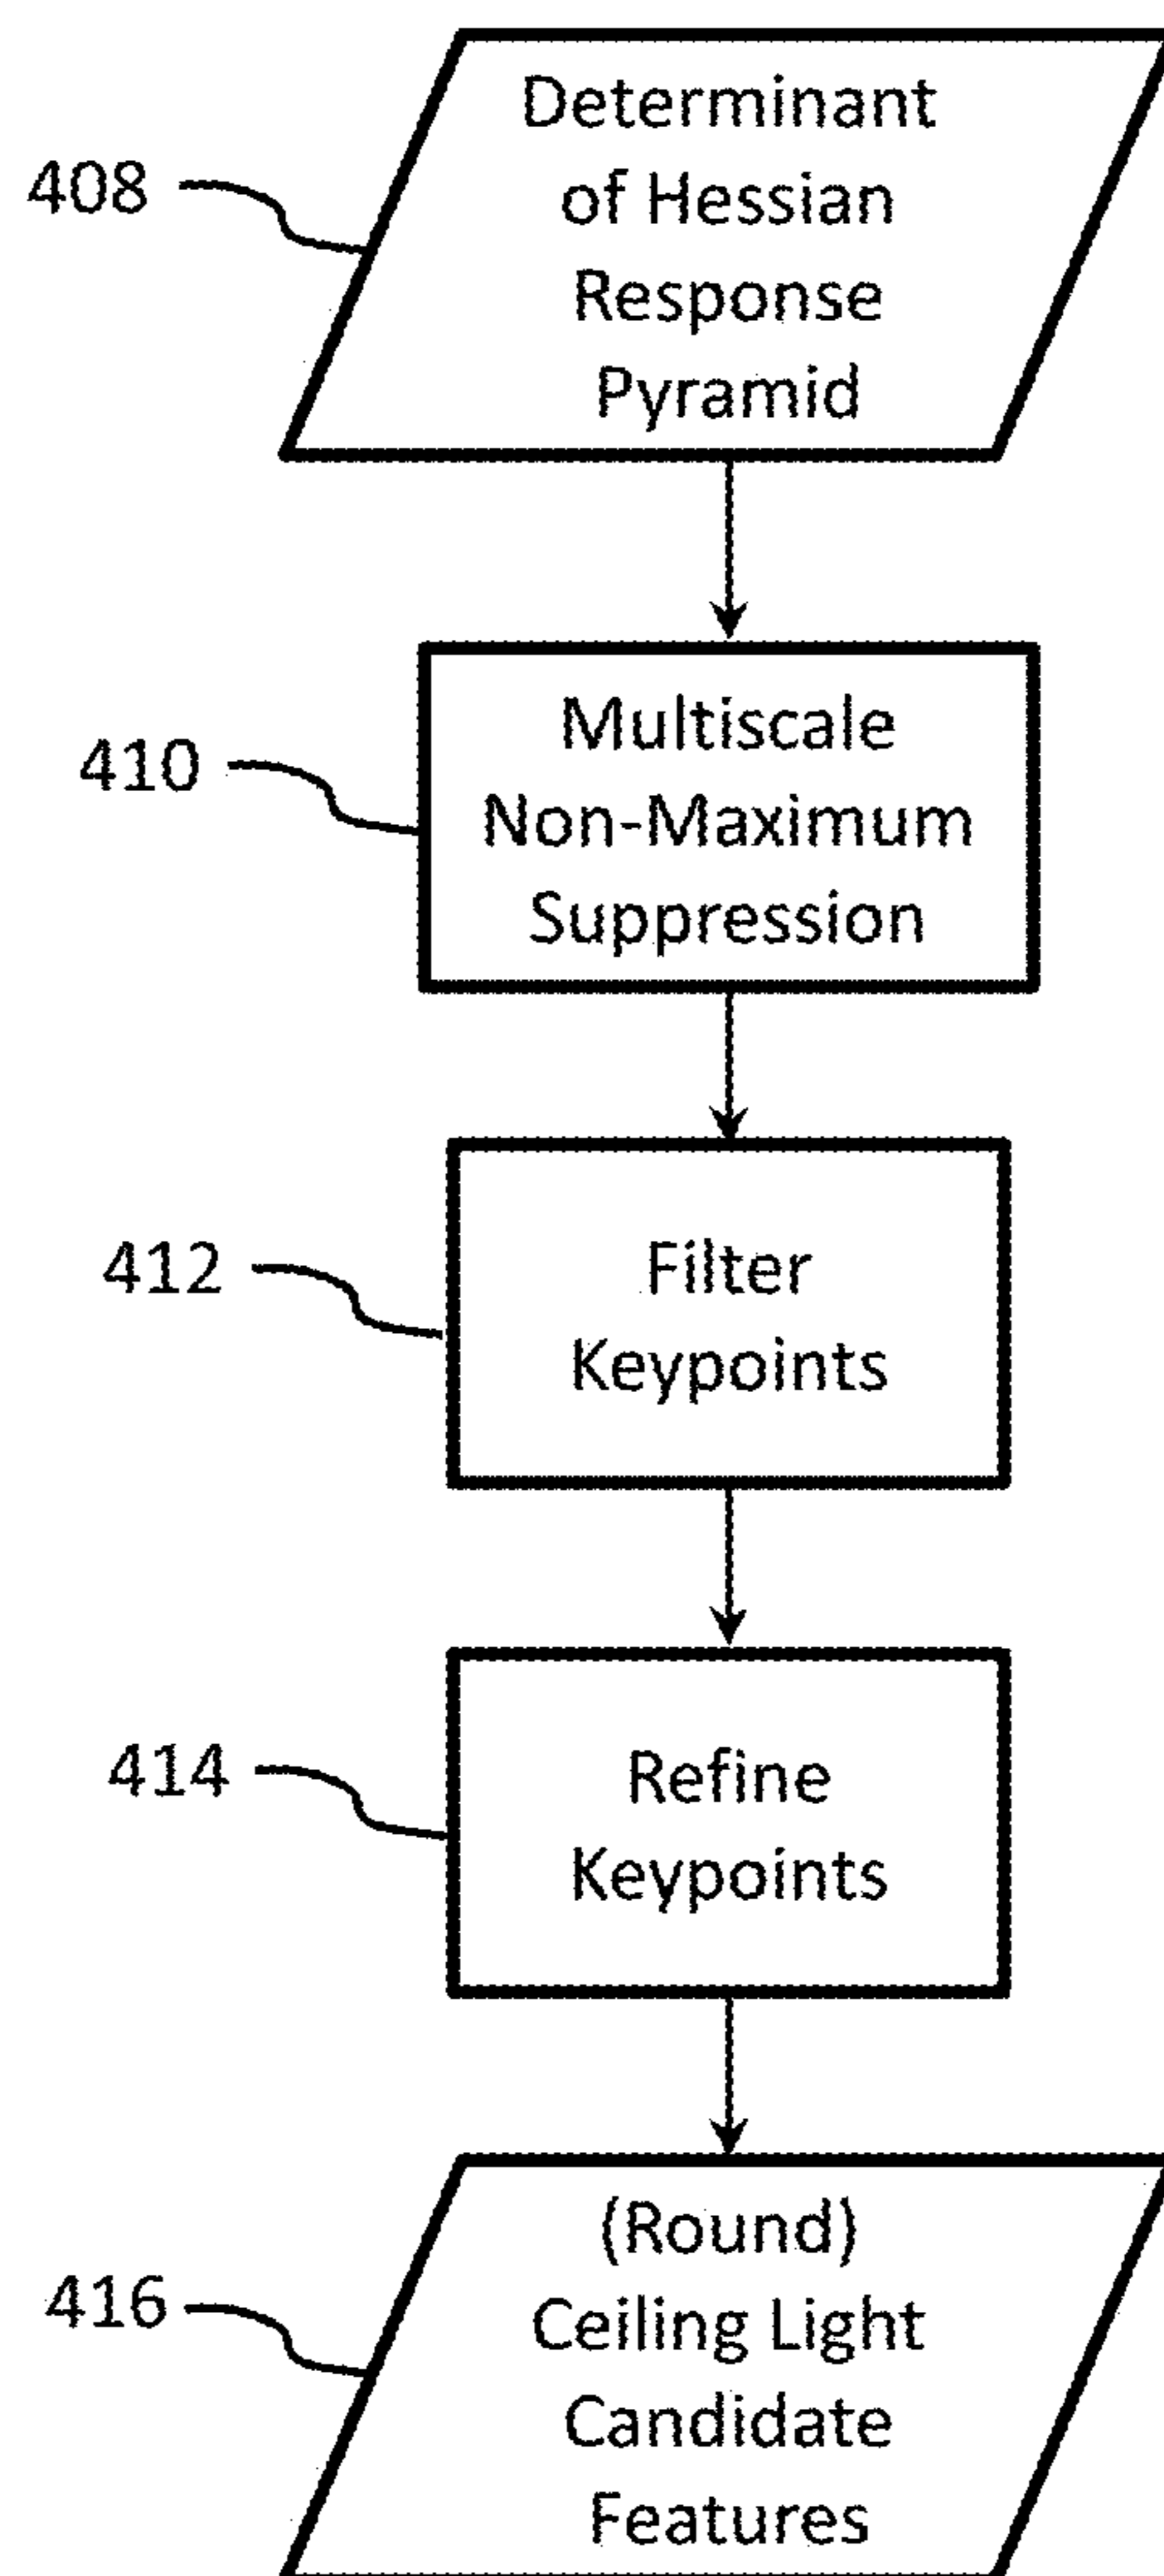 Determinant
408
of Hessian
Response
Pyramid
Multiscale
410
Non-Maximum
Suppression
412
Filter
Keypoints
414
Refine
Keypoints
(Round)
416
Ceiling Light
Candidate
Features